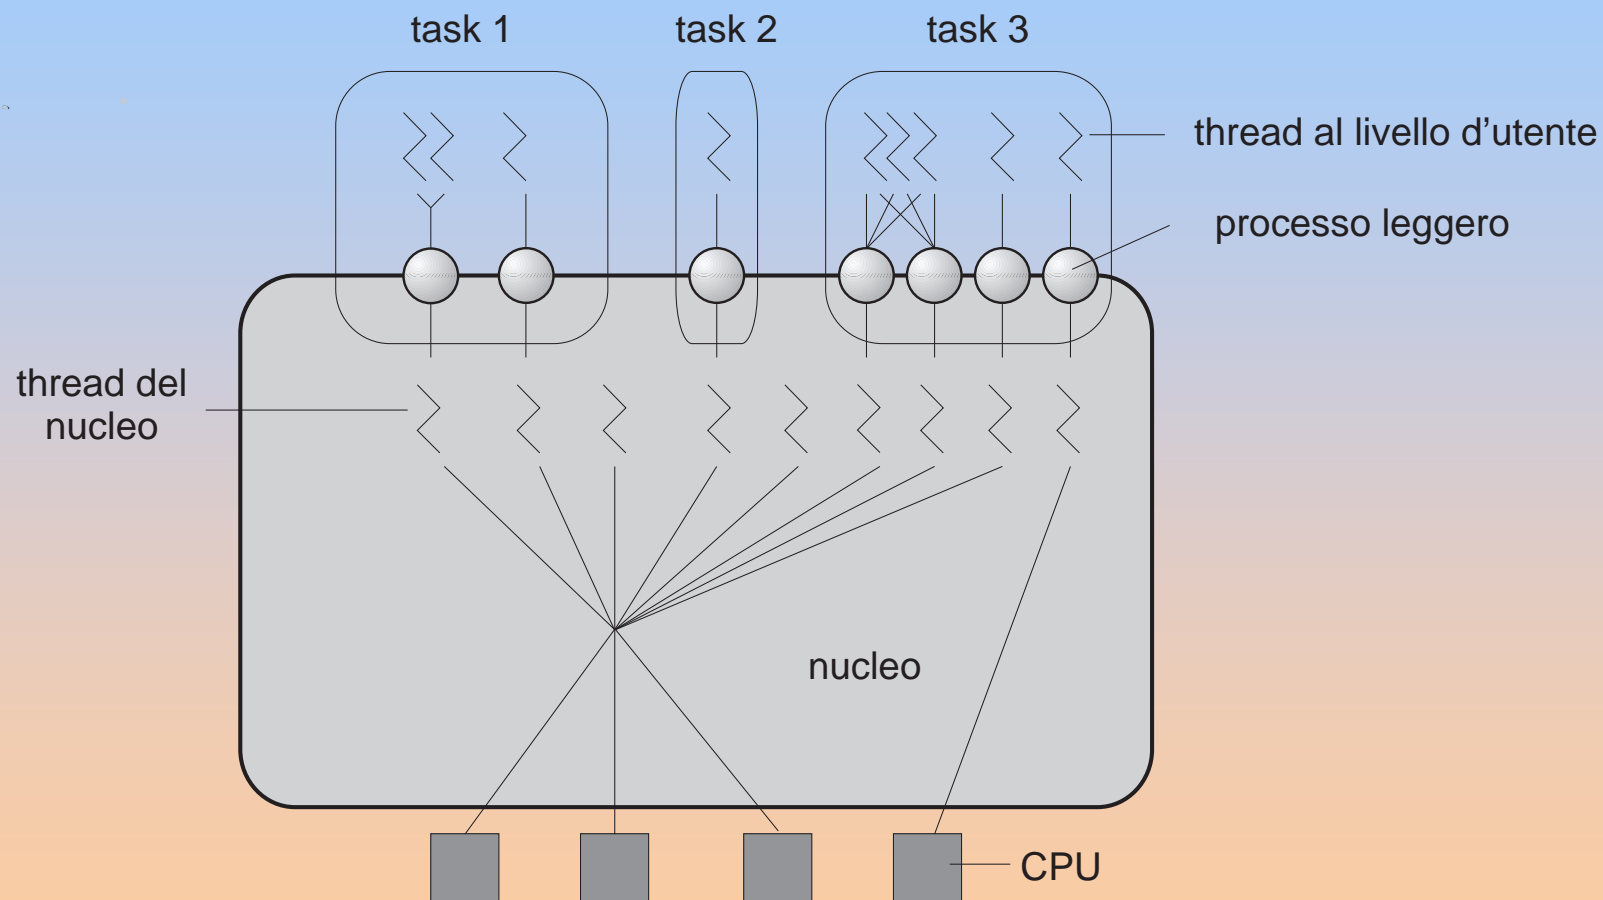 task 1
task 2
task 3
thread al livello d’utente
processo leggero
thread del
nucleo
nucleo
CPU